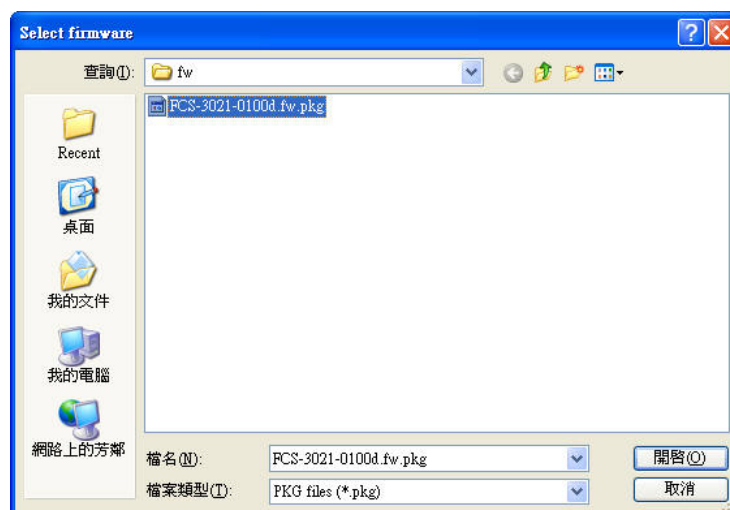 Select firmware
查詢(I): fw
FCS-3021-0100d.fw.pkg
Recent
桌面
我的文件
我的電腦
網路上的芳鄰
檔名(N): FCS-3021-0100d.fw.pkg 開啓(O)
檔案類型(T): PKG files (*.pkg) 取消